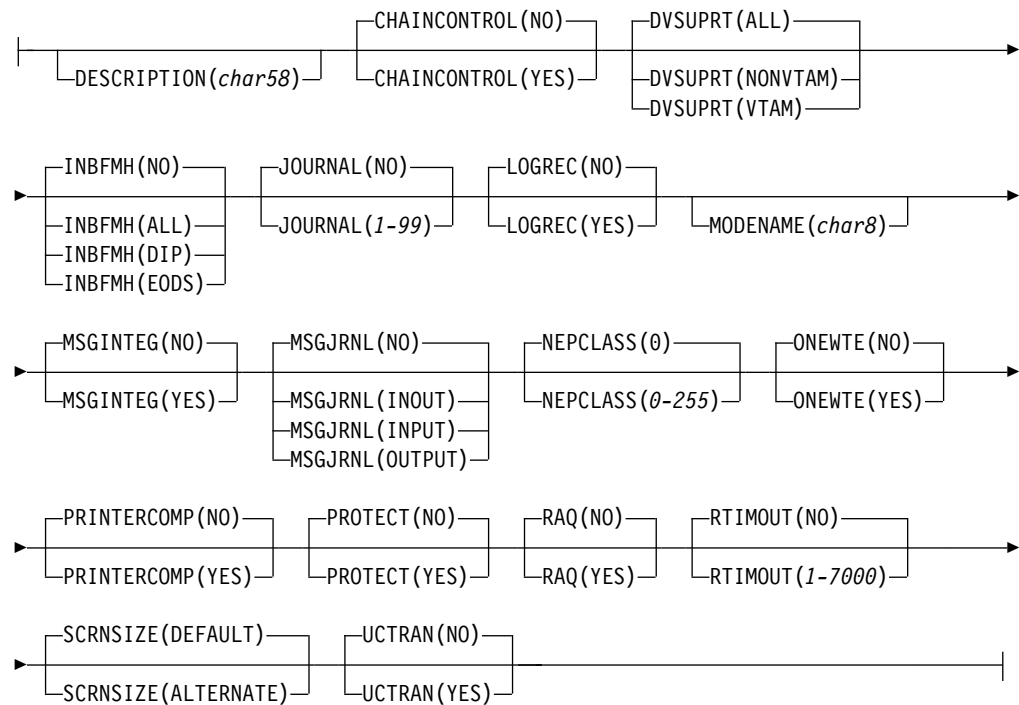 CHAINCONTROL(NO) DVSUPRT(ALL)
DESCRIPTION(char58) CHAINCONTROL(YES) DVSUPRT(NONVTAM)
DVSUPRT(VTAM)
INBFMH(NO) JOURNAL(NO) LOGREC(NO)
INBFMH(ALL) JOURNAL(1-99) LOGREC(YES) MODENAME(char8)
INBFMH(DIP)
INBFMH(EODS)
MSGINTEG(NO) MSGJRNL(NO) NEPCLASS(0) ONEWTE(NO)
MSGINTEG(YES) MSGJRNL(INOUT) NEPCLASS(0-255) ONEWTE(YES)
MSGJRNL(INPUT)
MSGJRNL(OUTPUT)
PRINTERCOMP(NO) PROTECT(NO) RAQ(NO) RTIMOUT(NO)
PRINTERCOMP(YES) PROTECT(YES) RAQ(YES) RTIMOUT(1-7000)
SCRNSIZE(DEFAULT) UCTRAN(NO)
SCRNSIZE(ALTERNATE) UCTRAN(YES)